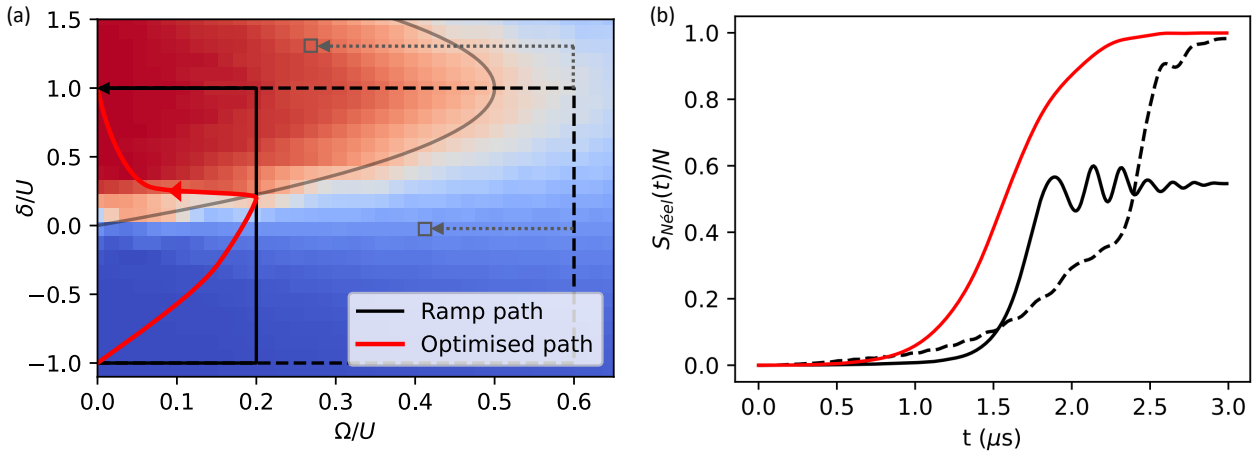 (a)
1.5
1.0
0.5
0.0
−0.5
−1.0
δ/U
0.0 0.1 0.2 0.3 0.4 0.5 0.6
Ω/U
Ramp path
Optimised path
(b)
1.0
0.8
0.6
0.4
0.2
0.0
S_Néel(t)/N
0.0 0.5 1.0 1.5 2.0 2.5 3.0
t (μs)